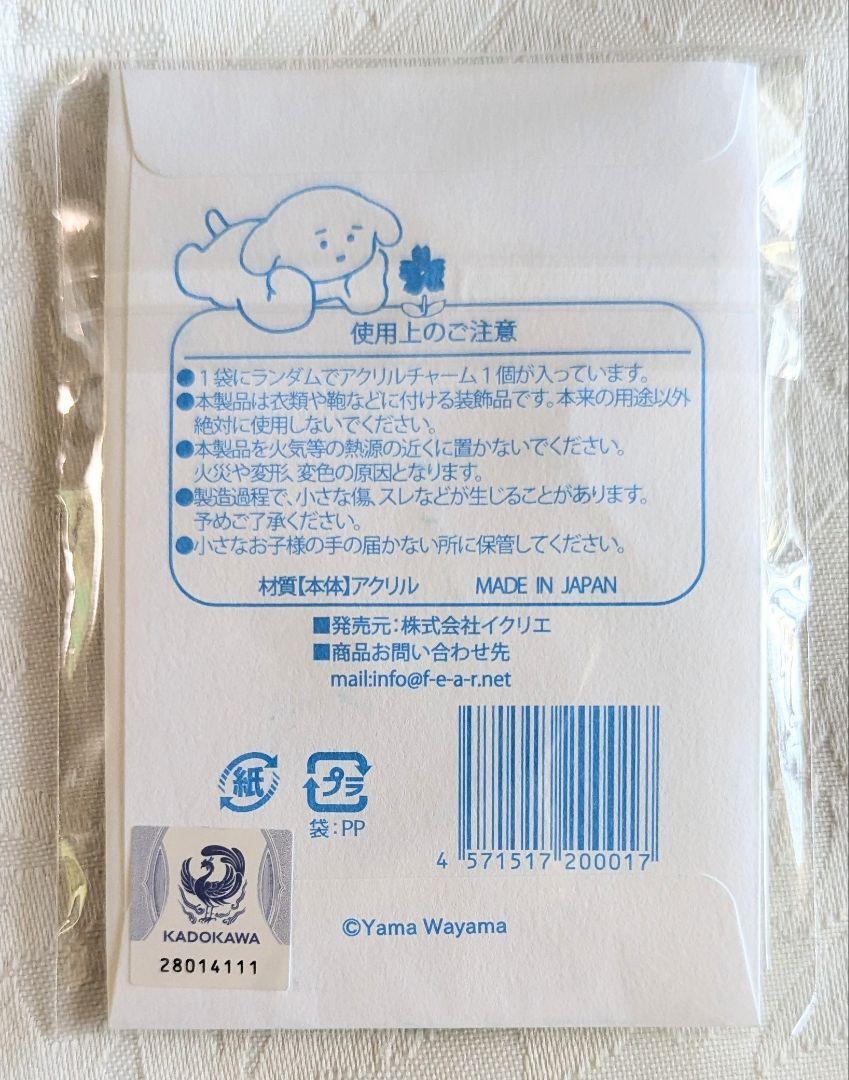 使用上のご注意
●1袋にランダムでアクリルチャーム1個が入っています。
●本製品は衣類や鞄などに付ける装飾品です。本来の用途以外
絶対に使用しないでください。
●本製品を火気等の熱源の近くに置かないでください。
火災や変形、変色の原因となります。
●製造過程で、小さな傷、スレなどが生じることがあります。
予めご了承ください。
●小さなお子様の手の届かない所に保管してください。
材質【本体】アクリル MADE IN JAPAN
■発売元:株式会社イクリエ
■商品お問い合わせ先
mail:info@f-e-a-r.net
紙 プラ
袋:PP
4 571517 200017
©Yama Wayama
KADOKAWA
28014111